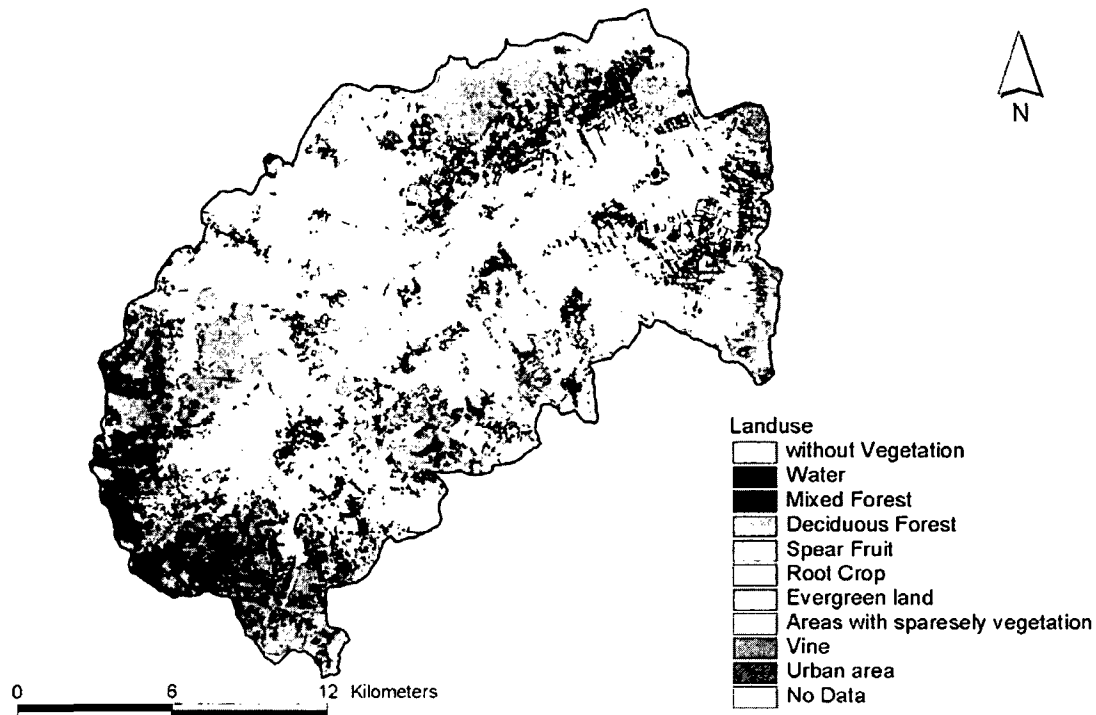 N
Landuse
without Vegetation
Water
Mixed Forest
Deciduous Forest
Spear Fruit
Root Crop
Evergreen land
Areas with sparesely vegetation
Vine
Urban area
No Data
0 6 12 Kilometers